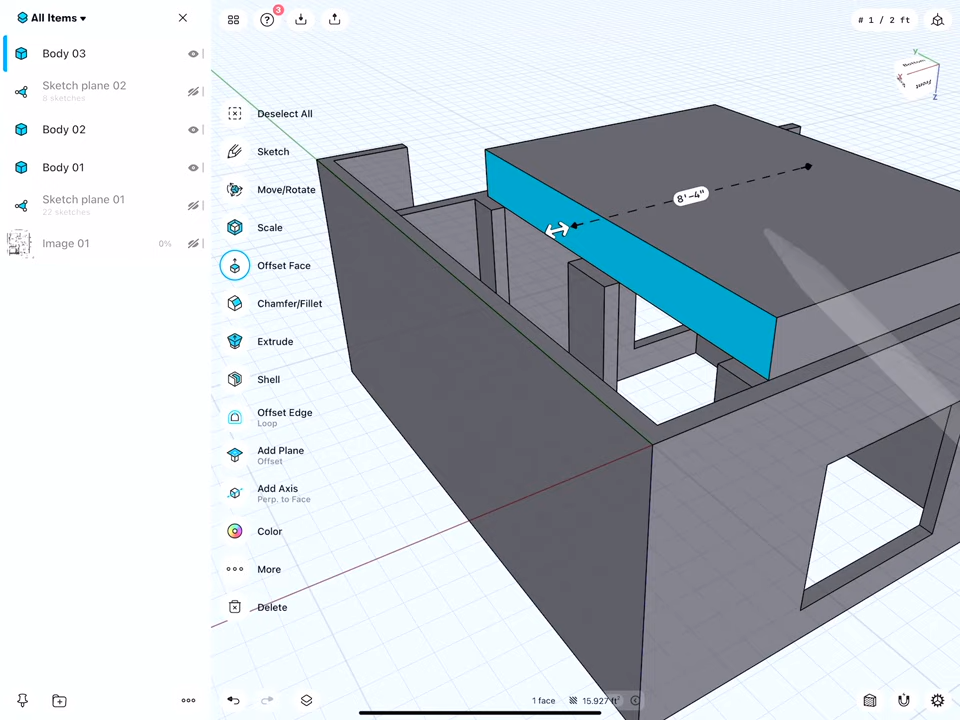 All Items
Body 03
Sketch plane 02
8 sketches
Body 02
Body 01
Sketch plane 01
22 sketches
Image 01
0%
3
# 1 / 2 ft
Deselect All
Sketch
Move/Rotate
Scale
Offset Face
Chamfer/Fillet
Extrude
Shell
Offset Edge
Loop
Add Plane
Offset
Add Axis
Perp. to Face
Color
More
Delete
8'-4"
Y
X
Z
Bottom
Front
1 face
15.927 ft²